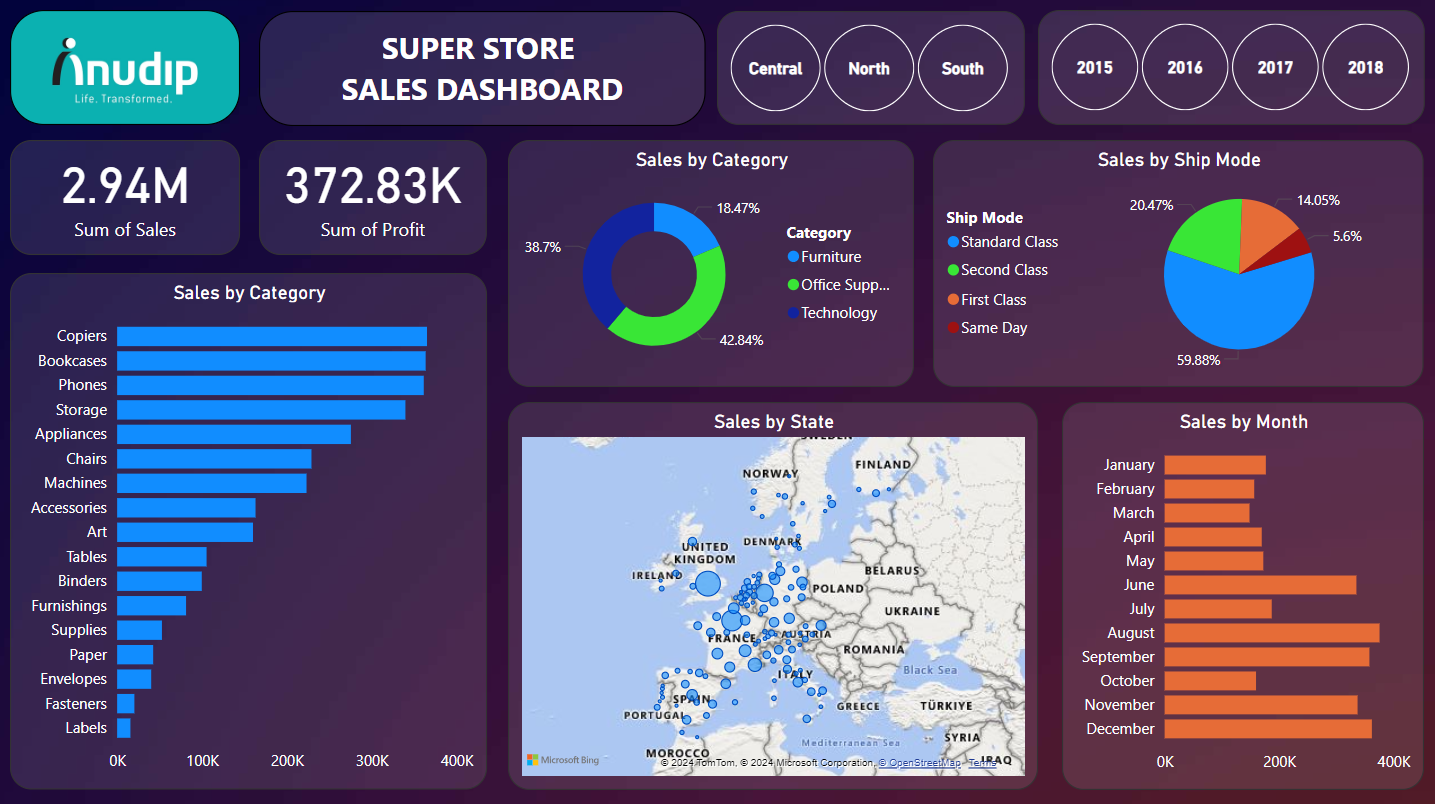 ınudıp
Life. Transformed.
SUPER STORE
SALES DASHBOARD
Central
North
South
2015
2016
2017
2018
2.94M
Sum of Sales
372.83K
Sum of Profit
Sales by Category
18.47%
38.7%
42.84%
Category
Furniture
Office Supp...
Technology
Sales by Ship Mode
Ship Mode
Standard Class
Second Class
First Class
Same Day
20.47%
14.05%
5.6%
59.88%
Sales by Category
Copiers
Bookcases
Phones
Storage
Appliances
Chairs
Machines
Accessories
Art
Tables
Binders
Furnishings
Supplies
Paper
Envelopes
Fasteners
Labels
0K 100K 200K 300K 400K
Sales by State
SWEDEN
NORWAY
FINLAND
UNITED
KINGDOM
DENMARK
IRELAND
BELARUS
POLAND
UKRAINE
FRANCE
AUSTRIA
ROMANIA
Black Sea
ITALY
SPAIN
PORTUGAL
GREECE
TÜRKIYE
Mediterranean Sea
SYRIA
MOROCCO
IRAQ
Microsoft Bing
© 2024 TomTom, © 2024 Microsoft Corporation, © OpenStreetMap Terms
Sales by Month
January
February
March
April
May
June
July
August
September
October
November
December
0K 200K 400K